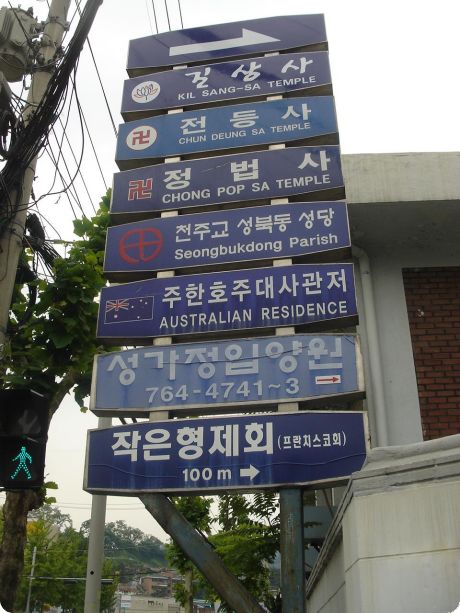 길상사
KIL SANG-SA TEMPLE
전등사
CHUN DEUNG SA TEMPLE
정법사
CHONG POP SA TEMPLE
천주교 성북동 성당
Seongbukdong Parish
주한호주대사관저
AUSTRALIAN RESIDENCE
성가정입양원
764-4741~3
작은형제회(프란치스코회)
100 m